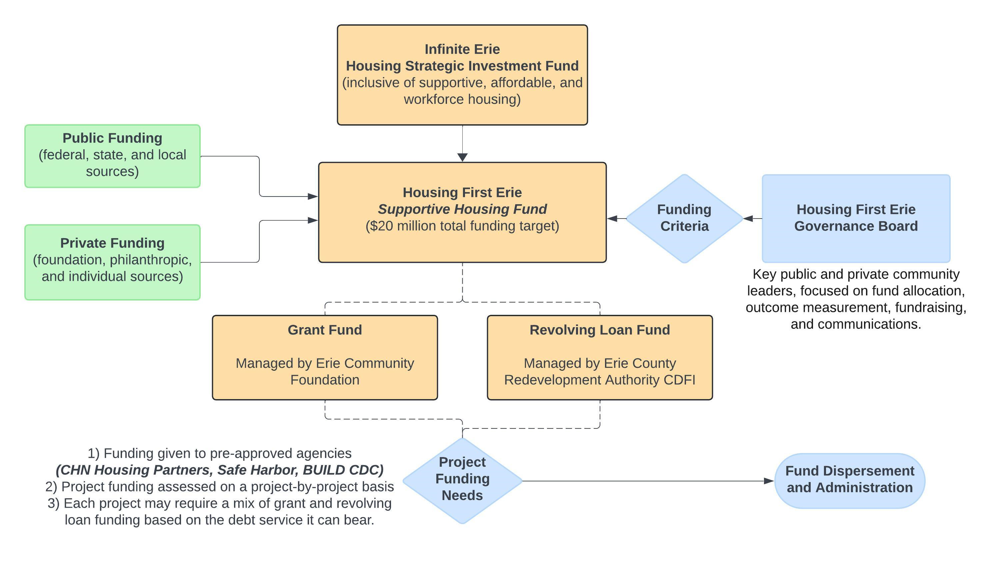 Infinite Erie
Housing Strategic Investment Fund
(inclusive of supportive, affordable, and
workforce housing)
Public Funding
(federal, state, and local
sources)
Private Funding
(foundation, philanthropic,
and individual sources)
Housing First Erie
Supportive Housing Fund
($20 million total funding target)
Funding
Criteria
Housing First Erie
Governance Board
Key public and private community
leaders, focused on fund allocation,
outcome measurement, fundraising,
and communications.
Grant Fund
Managed by Erie Community
Foundation
Revolving Loan Fund
Managed by Erie County
Redevelopment Authority CDFI
1) Funding given to pre-approved agencies
(CHN Housing Partners, Safe Harbor, BUILD CDC)
2) Project funding assessed on a project-by-project basis
3) Each project may require a mix of grant and revolving
loan funding based on the debt service it can bear.
Project
Funding
Needs
Fund Dispersement
and Administration